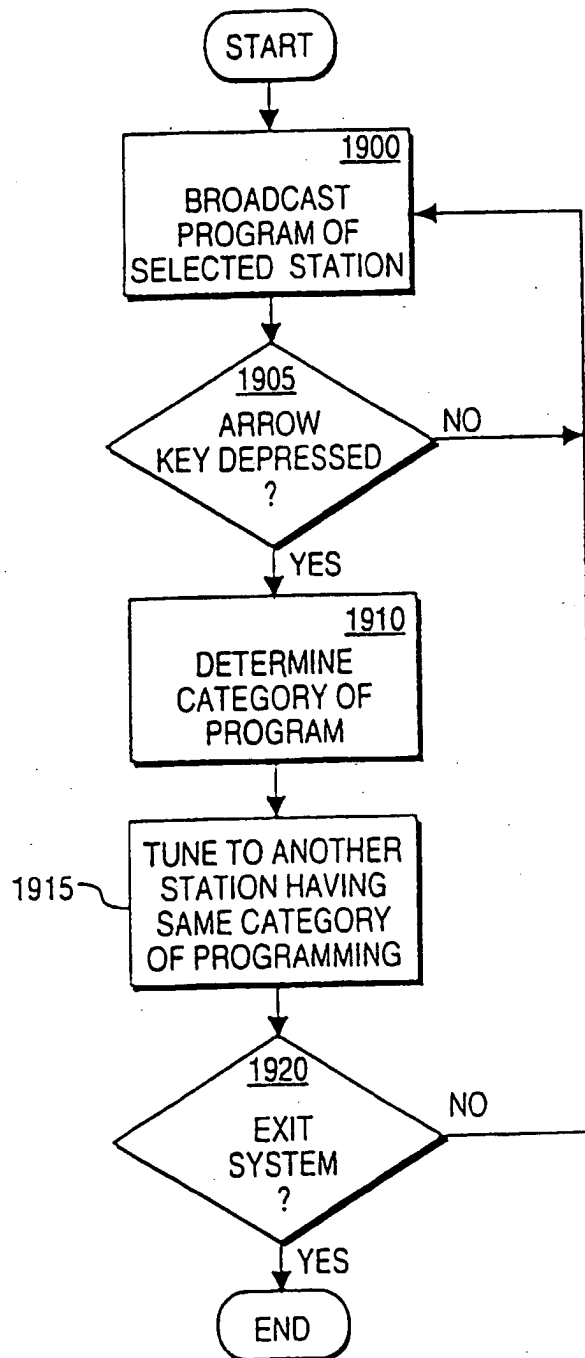 START
1900
BROADCAST
PROGRAM OF
SELECTED STATION
1905
ARROW
KEY DEPRESSED
?
NO
YES
1910
DETERMINE
CATEGORY OF
PROGRAM
1915
TUNE TO ANOTHER
STATION HAVING
SAME CATEGORY
OF PROGRAMMING
1920
EXIT
SYSTEM
?
NO
YES
END